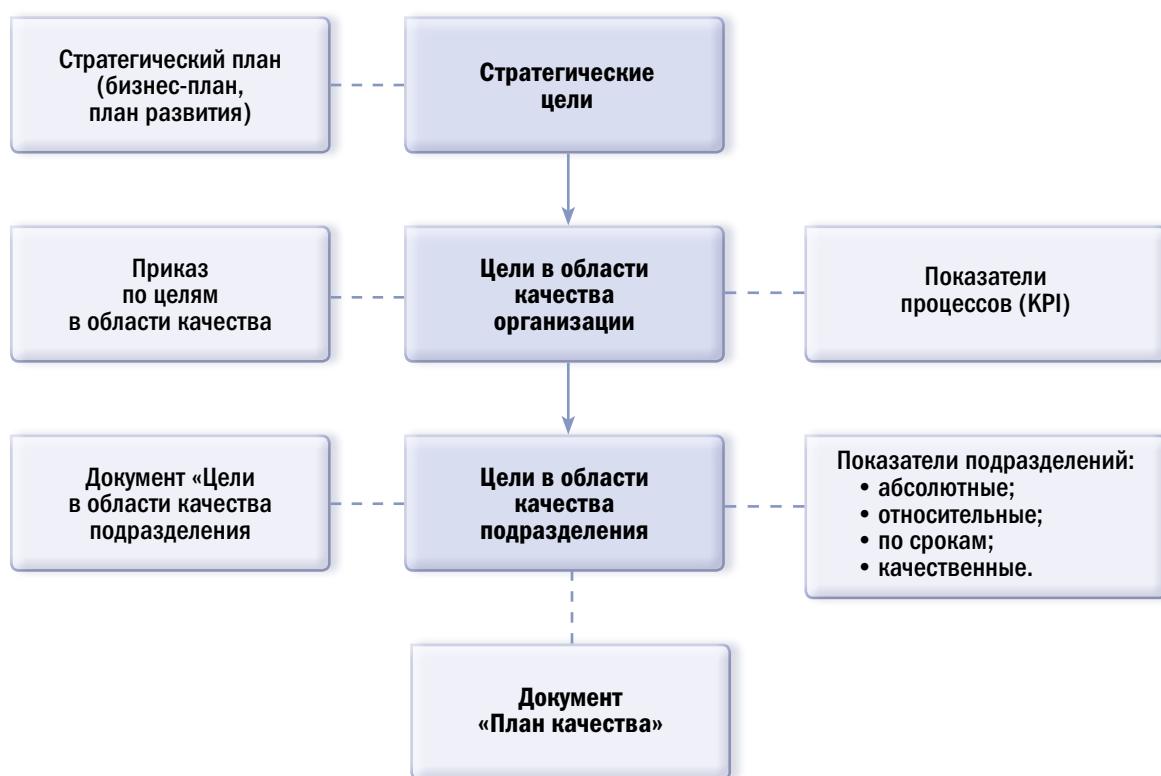 Стратегический план
(бизнес-план,
план развития)
Стратегические
цели
Приказ
по целям
в области качества
Цели в области
качества
организации
Показатели
процессов (KPI)
Документ «Цели
в области качества
подразделения
Цели в области
качества
подразделения
Показатели подразделений:
• абсолютные;
• относительные;
• по срокам;
• качественные.
Документ
«План качества»